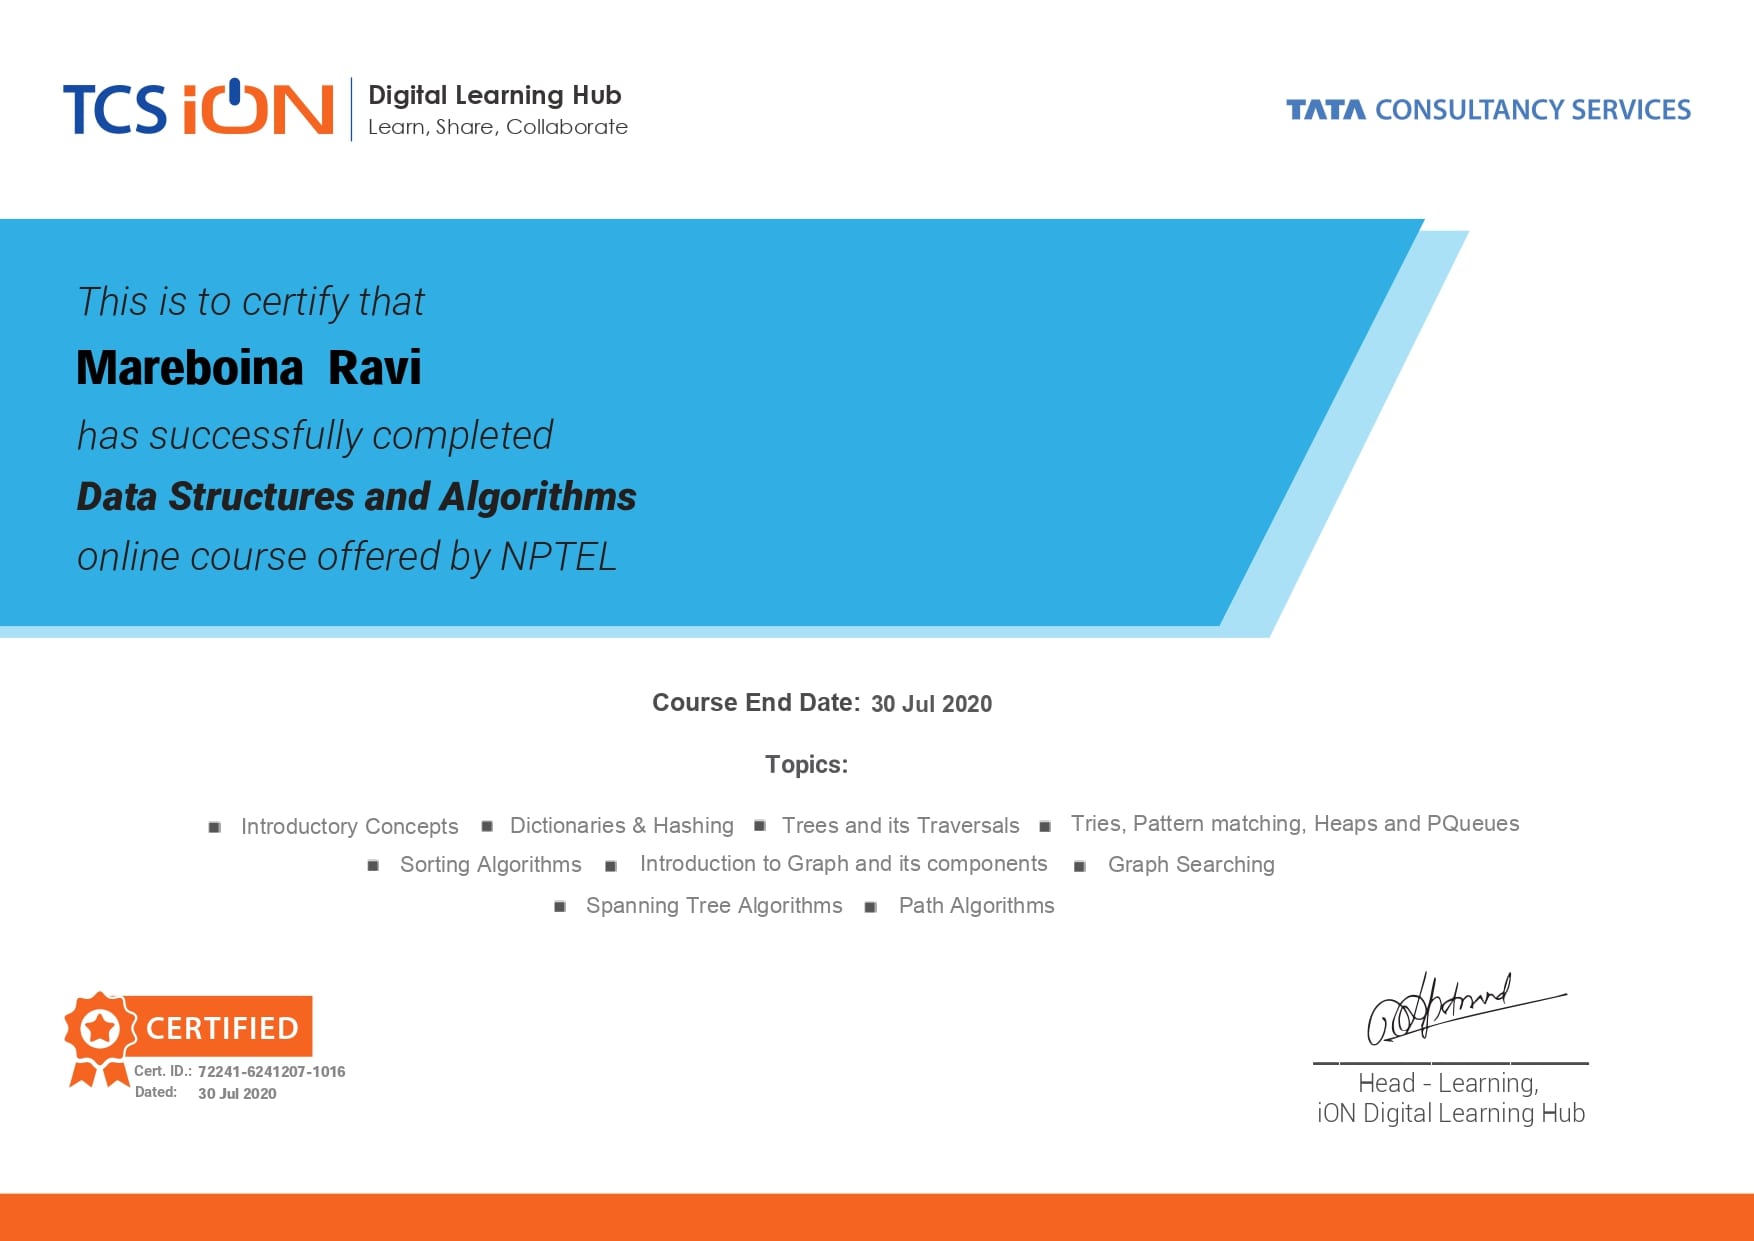 TCS iON
Digital Learning Hub
Learn, Share, Collaborate
TATA CONSULTANCY SERVICES
This is to certify that
Mareboina Ravi
has successfully completed
Data Structures and Algorithms
online course offered by NPTEL
Course End Date: 30 Jul 2020
Topics:
Introductory Concepts Dictionaries & Hashing Trees and its Traversals Tries, Pattern matching, Heaps and PQueues
Sorting Algorithms Introduction to Graph and its components Graph Searching
Spanning Tree Algorithms Path Algorithms
CERTIFIED
Cert. ID.: 72241-6241207-1016
Dated: 30 Jul 2020
Head - Learning,
iON Digital Learning Hub